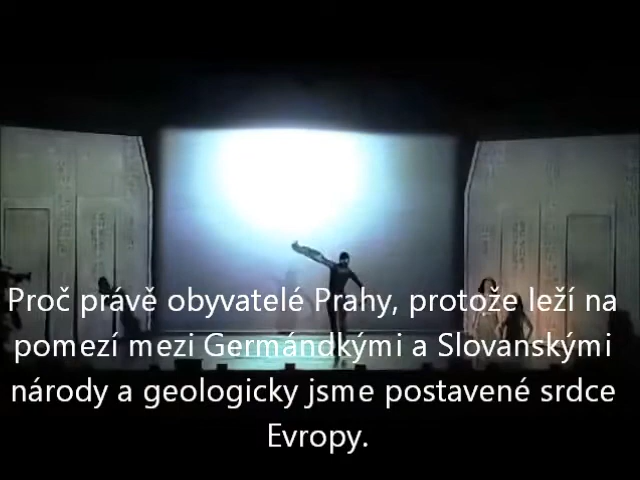 Proč právě obyvatelé Prahy, protože leží na
pomezí mezi Germándkými a Slovanskými
národy a geologicky jsme postavené srdce
Evropy.